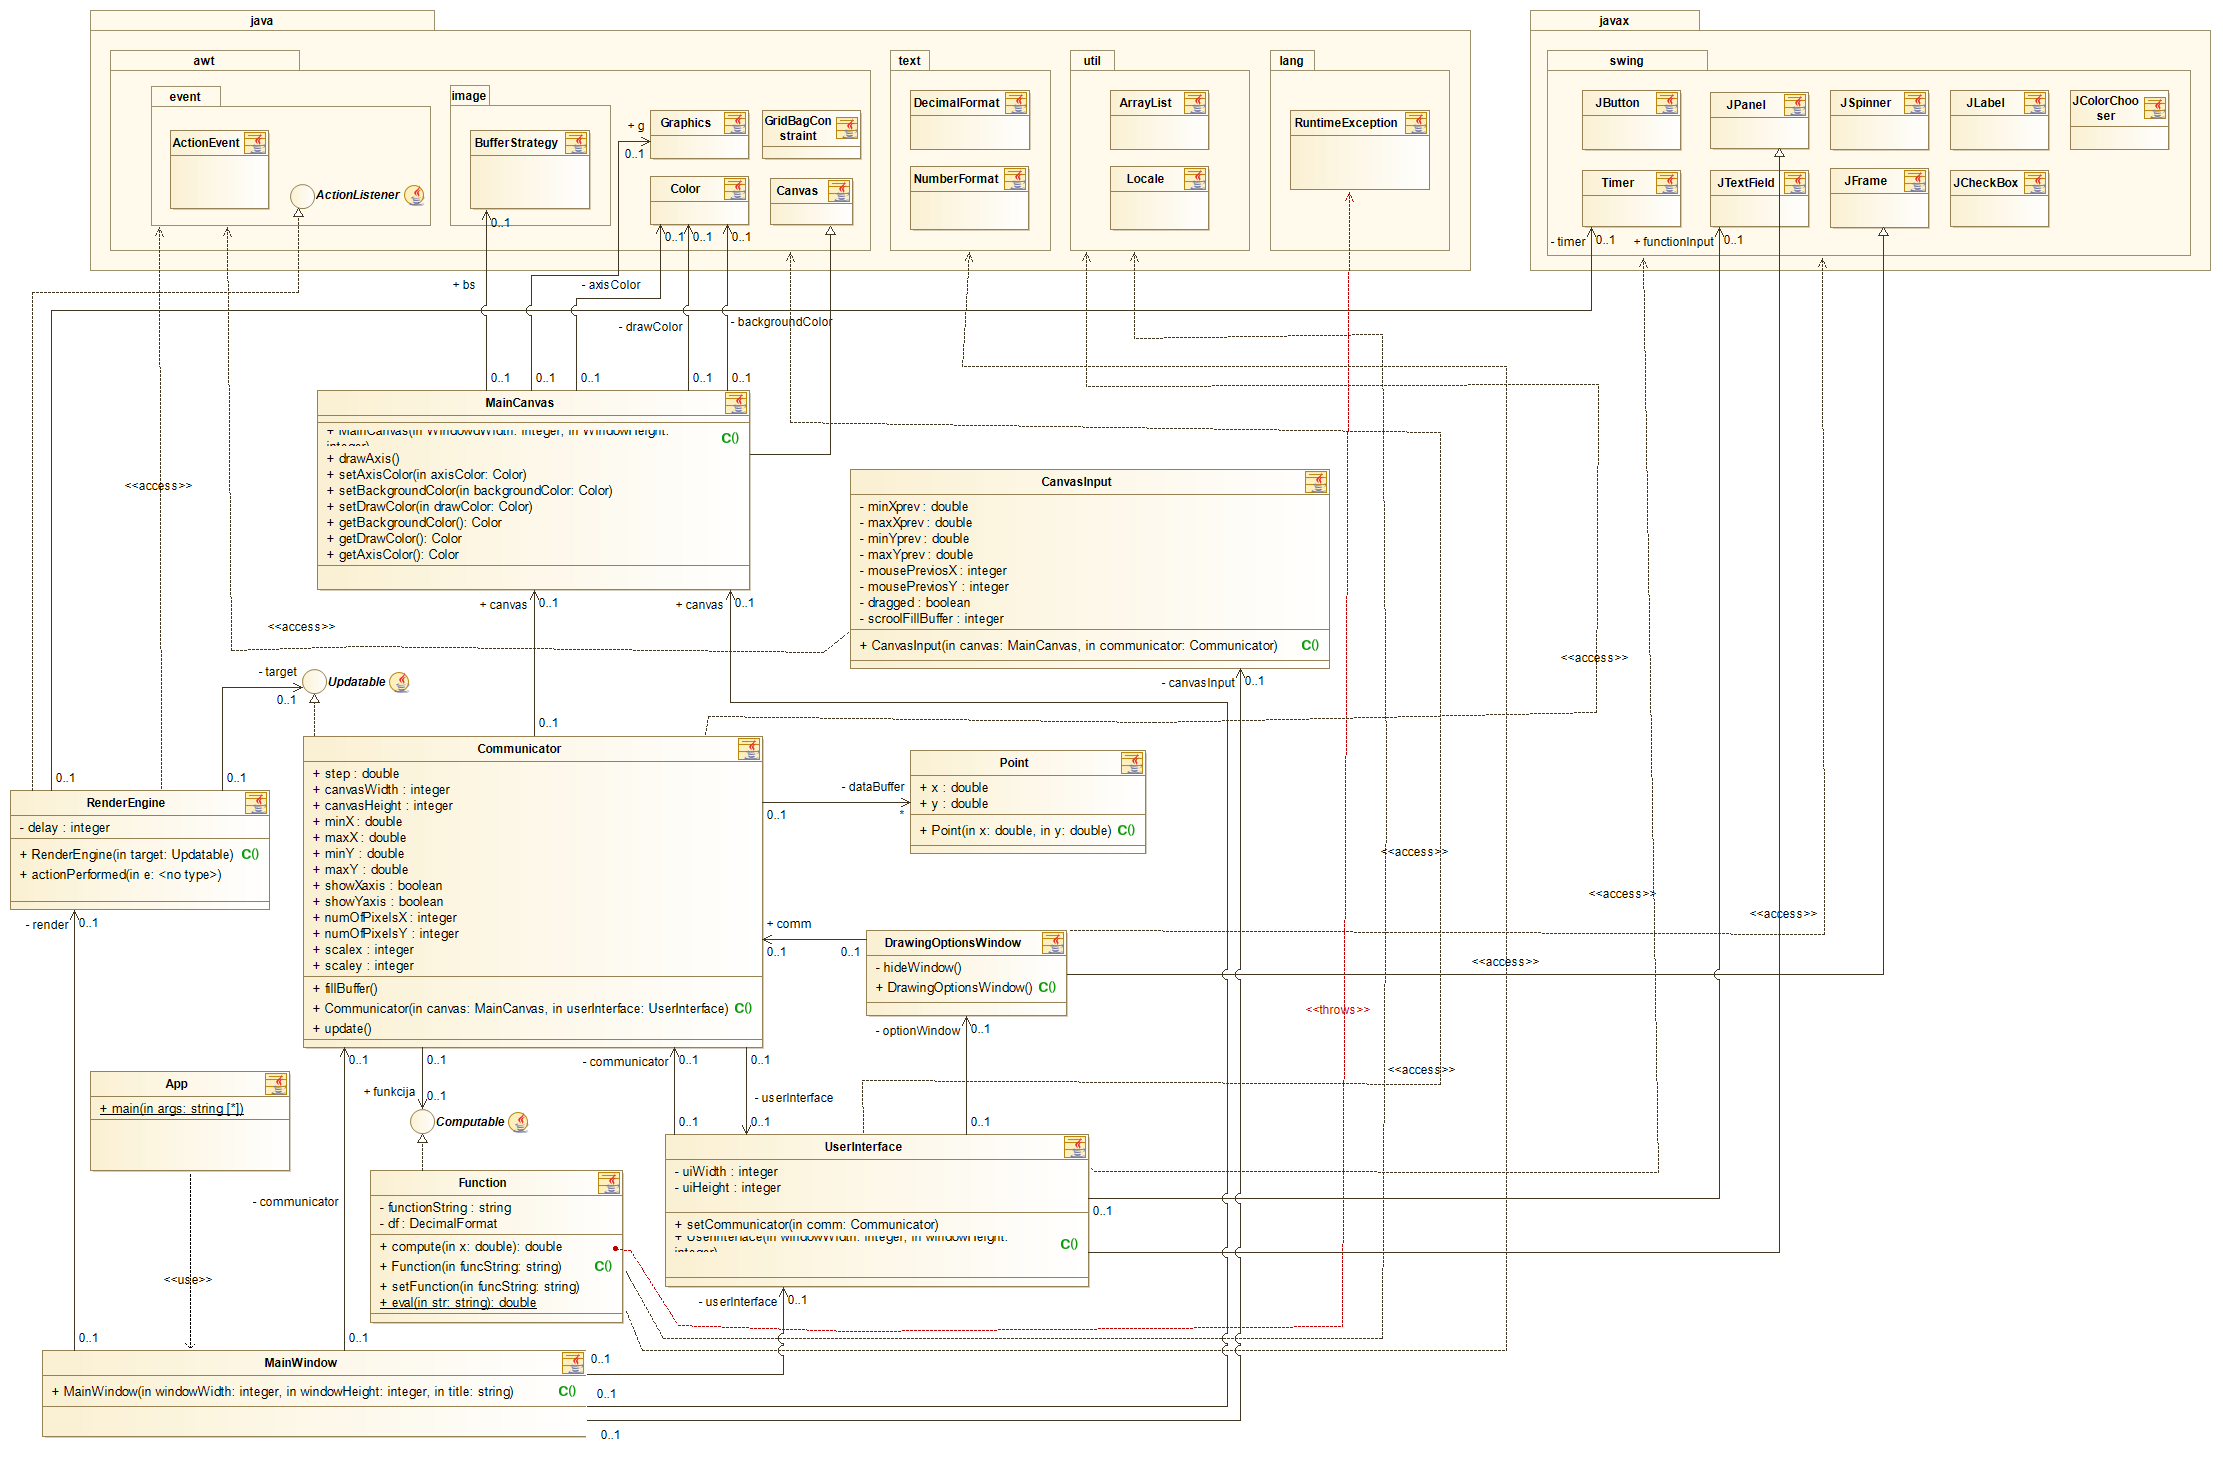 java
javax
awt
text
util
lang
swing
event
image
ActionEvent
ActionListener
BufferStrategy
0..1
+ g
0..1
Graphics
GridBagCon
straint
Color
Canvas
0..1
0..1
0..1
DecimalFormat
NumberFormat
ArrayList
Locale
RuntimeException
JButton
JPanel
JSpinner
JLabel
JColorChoo
ser
Timer
JTextField
JFrame
JCheckBox
- timer
0..1
+ functionInput
0..1
+ bs
- axisColor
- drawColor
- backgroundColor
0..1
0..1
0..1
0..1
0..1
MainCanvas
+ MainCanvas(in WindowdWidth: integer, in WindowHeight:
integer)
C()
+ drawAxis()
+ setAxisColor(in axisColor: Color)
+ setBackgroundColor(in backgroundColor: Color)
+ setDrawColor(in drawColor: Color)
+ getBackgroundColor(): Color
+ getDrawColor(): Color
+ getAxisColor(): Color
<<access>>
CanvasInput
- minXprev : double
- maxXprev : double
- minYprev : double
- maxYprev : double
- mousePreviosX : integer
- mousePreviosY : integer
- dragged : boolean
- scroolFillBuffer : integer
+ CanvasInput(in canvas: MainCanvas, in communicator: Communicator) C()
+ canvas
0..1
+ canvas
0..1
<<access>>
<<access>>
- target
0..1
Updatable
- canvasInput
0..1
0..1
Communicator
+ step : double
+ canvasWidth : integer
+ canvasHeight : integer
+ minX : double
+ maxX : double
+ minY : double
+ maxY : double
+ showXaxis : boolean
+ showYaxis : boolean
+ numOfPixelsX : integer
+ numOfPixelsY : integer
+ scalex : integer
+ scaley : integer
+ fillBuffer()
+ Communicator(in canvas: MainCanvas, in userInterface: UserInterface) C()
+ update()
- dataBuffer
0..1
*
Point
+ x : double
+ y : double
+ Point(in x: double, in y: double) C()
0..1
0..1
RenderEngine
- delay : integer
+ RenderEngine(in target: Updatable) C()
+ actionPerformed(in e: <no type>)
- render
0..1
<<access>>
<<access>>
<<access>>
+ comm
0..1
0..1
DrawingOptionsWindow
- hideWindow()
+ DrawingOptionsWindow() C()
<<access>>
<<throws>>
- optionWindow
0..1
<<access>>
0..1
0..1
- communicator
0..1
0..1
+ funkcija
0..1
- userInterface
App
+ main(in args: string [*])
Computable
0..1
0..1
0..1
UserInterface
- uiWidth : integer
- uiHeight : integer
+ setCommunicator(in comm: Communicator)
+ UserInterface(in windowWidth: integer, in windowHeight:
integer)
C()
0..1
- communicator
Function
- functionString : string
- df : DecimalFormat
+ compute(in x: double): double
+ Function(in funcString: string) C()
+ setFunction(in funcString: string)
+ eval(in str: string): double
<<use>>
- userInterface
0..1
0..1
0..1
MainWindow
+ MainWindow(in windowWidth: integer, in windowHeight: integer, in title: string) C()
0..1
0..1
0..1